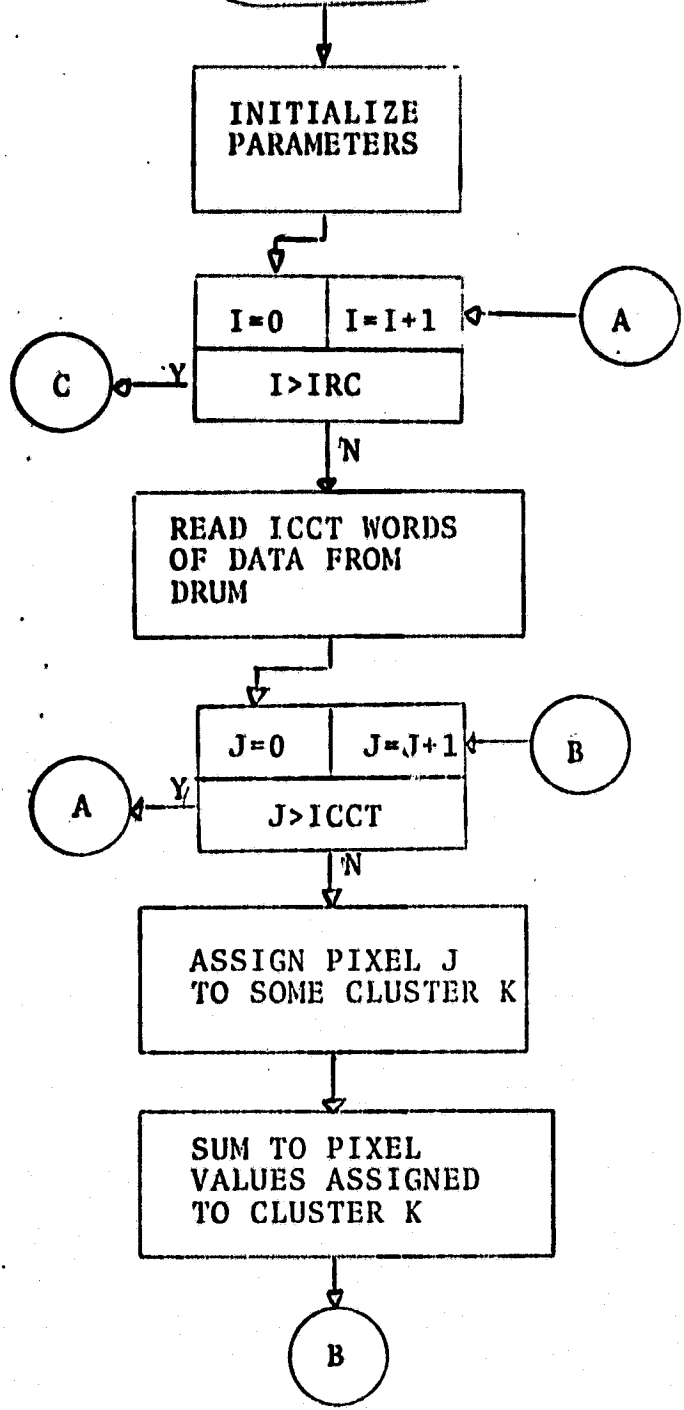 INITIALIZE
PARAMETERS
I=0 I=I+1
A
C
Y
I>IRC
N
READ ICCT WORDS
OF DATA FROM
DRUM
J=0 J=J+1
B
A
Y
J>ICCT
N
ASSIGN PIXEL J
TO SOME CLUSTER K
SUM TO PIXEL
VALUES ASSIGNED
TO CLUSTER K
B